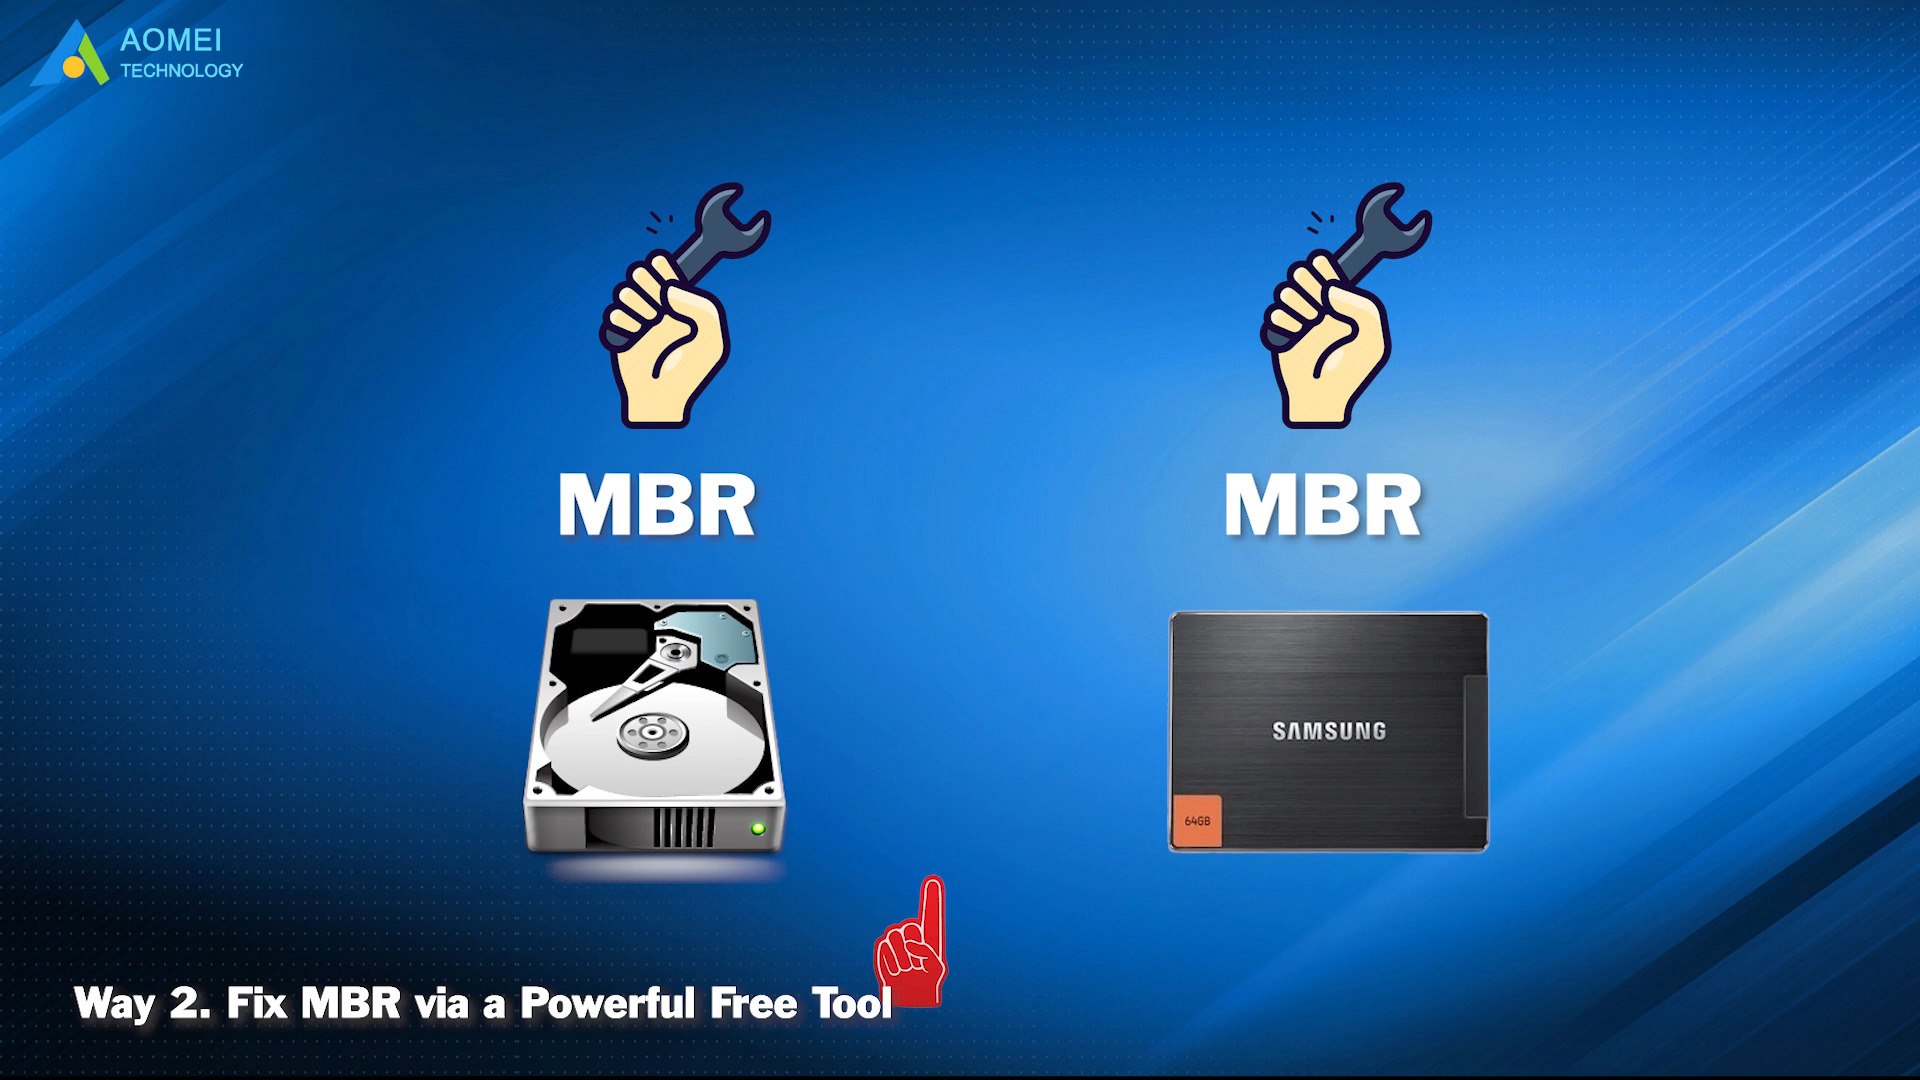 AOMEI
TECHNOLOGY
MBR
MBR
SAMSUNG
64GB
Way 2. Fix MBR via a Powerful Free Tool